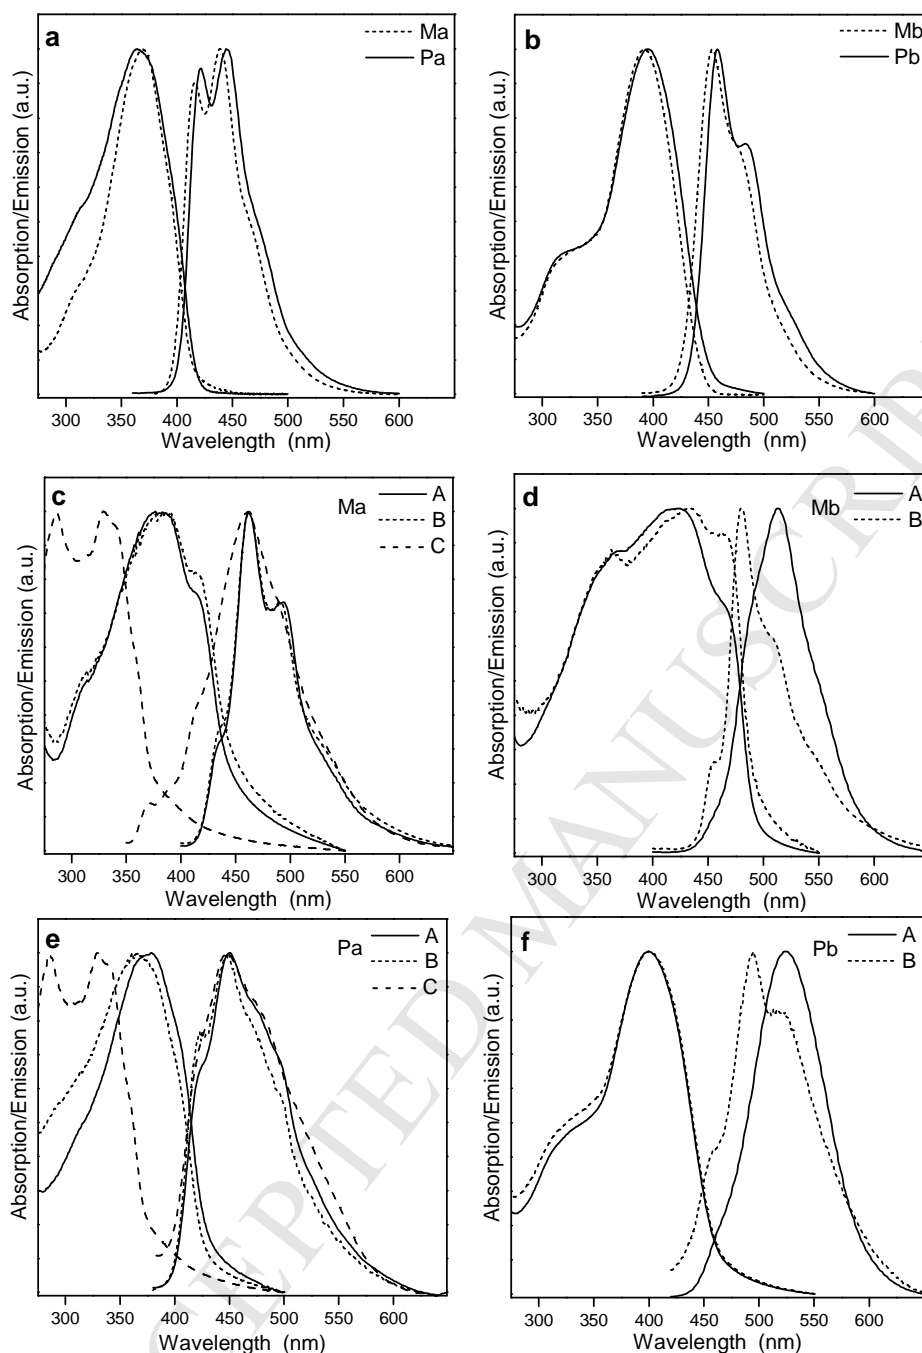 a
Ma
Pa
Absorption/Emission (a.u.)
300 350 400 450 500 550 600
Wavelength (nm)
b
Mb
Pb
Absorption/Emission (a.u.)
300 350 400 450 500 550 600
Wavelength (nm)
c
Ma
A
B
C
Absorption/Emission (a.u.)
300 350 400 450 500 550 600
Wavelength (nm)
d
Mb
A
B
Absorption/Emission (a.u.)
300 350 400 450 500 550 600
Wavelength (nm)
e
Pa
A
B
C
Absorption/Emission (a.u.)
300 350 400 450 500 550 600
Wavelength (nm)
f
Pb
A
B
Absorption/Emission (a.u.)
300 350 400 450 500 550 600
Wavelength (nm)
CEPTED MANUSCRIP